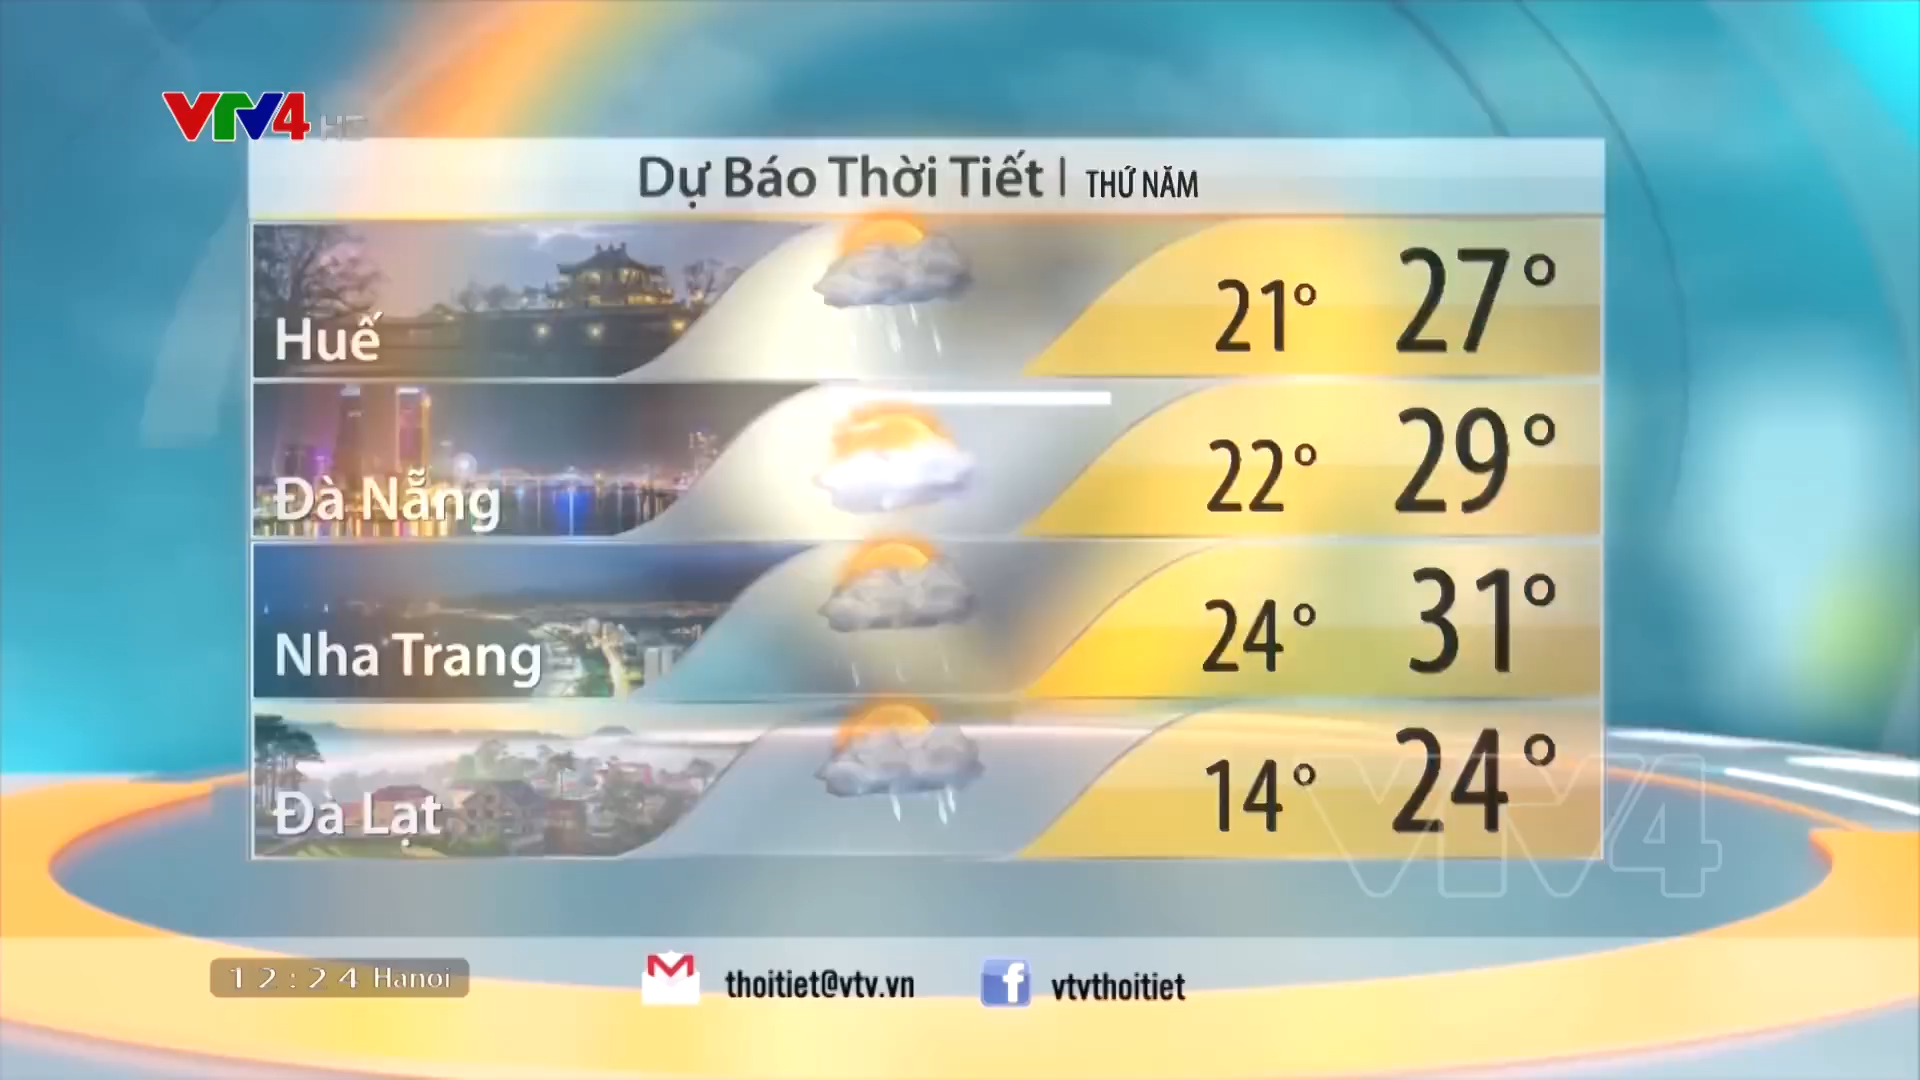 VTV4 HD
Dự Báo Thời Tiết | THỨ NĂM
Huế 21° 27°
Đà Nẵng 22° 29°
Nha Trang 24° 31°
Đà Lạt 14° 24°
VTV4
12:24 Hanoi thoitiet@vtv.vn vtvthoitiet